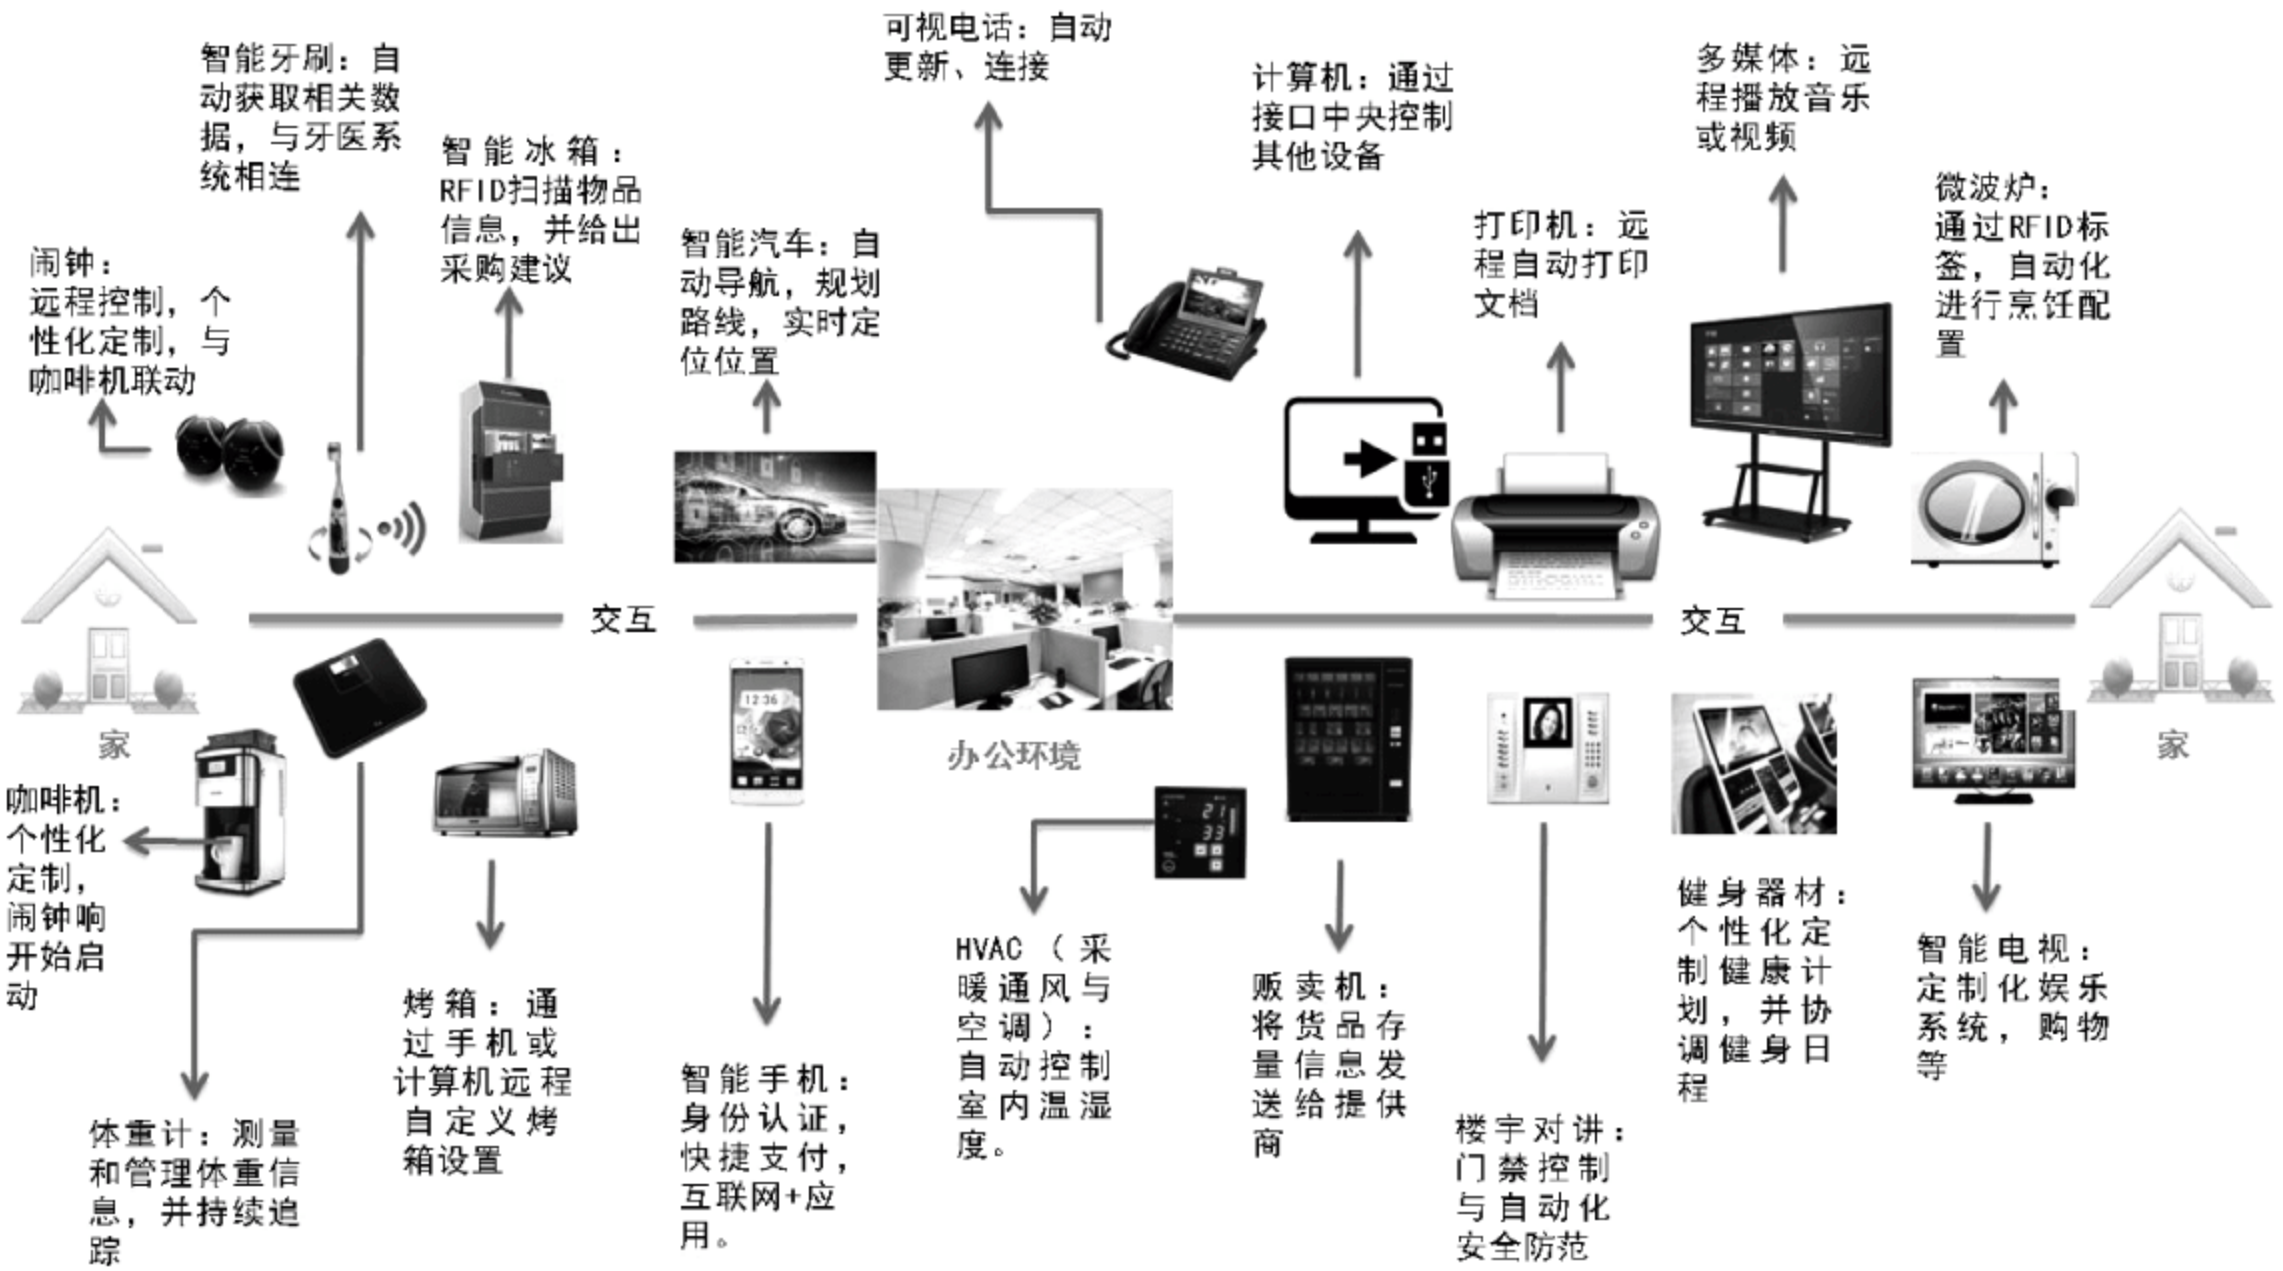 可视电话：自动
更新、连接
智能牙刷：自
动获取相关数
据，与牙医系
统相连
计算机：通过
接口中央控制
其他设备
多媒体：远
程播放音乐
或视频
智能冰箱：
RFID扫描物品
信息，并给出
采购建议
微波炉：
通过RFID标
签，自动化
进行烹饪配
置
打印机：远
程自动打印
文档
智能汽车：自
动导航，规划
路线，实时定
位位置
闹钟：
远程控制，个
性化定制，与
咖啡机联动
交互
交互
12:36
家
办公环境
家
21
33
咖啡机：
个性化
定制，
闹钟响
开始启
动
健身器材：
个性化定
制健康计
划，并协
调健身日
程
HVAC（采
暖通风与
空调）：
自动控制
室内温湿
度。
智能电视：
定制化娱乐
系统，购物
等
贩卖机：
将货品存
量信息发
送给提供
商
烤箱：通
过手机或
计算机远程
自定义烤
箱设置
智能手机：
身份认证，
快捷支付，
互联网+应
用。
体重计：测量
和管理体重信
息，并持续追
踪
楼宇对讲：
门禁控制
与自动化
安全防范